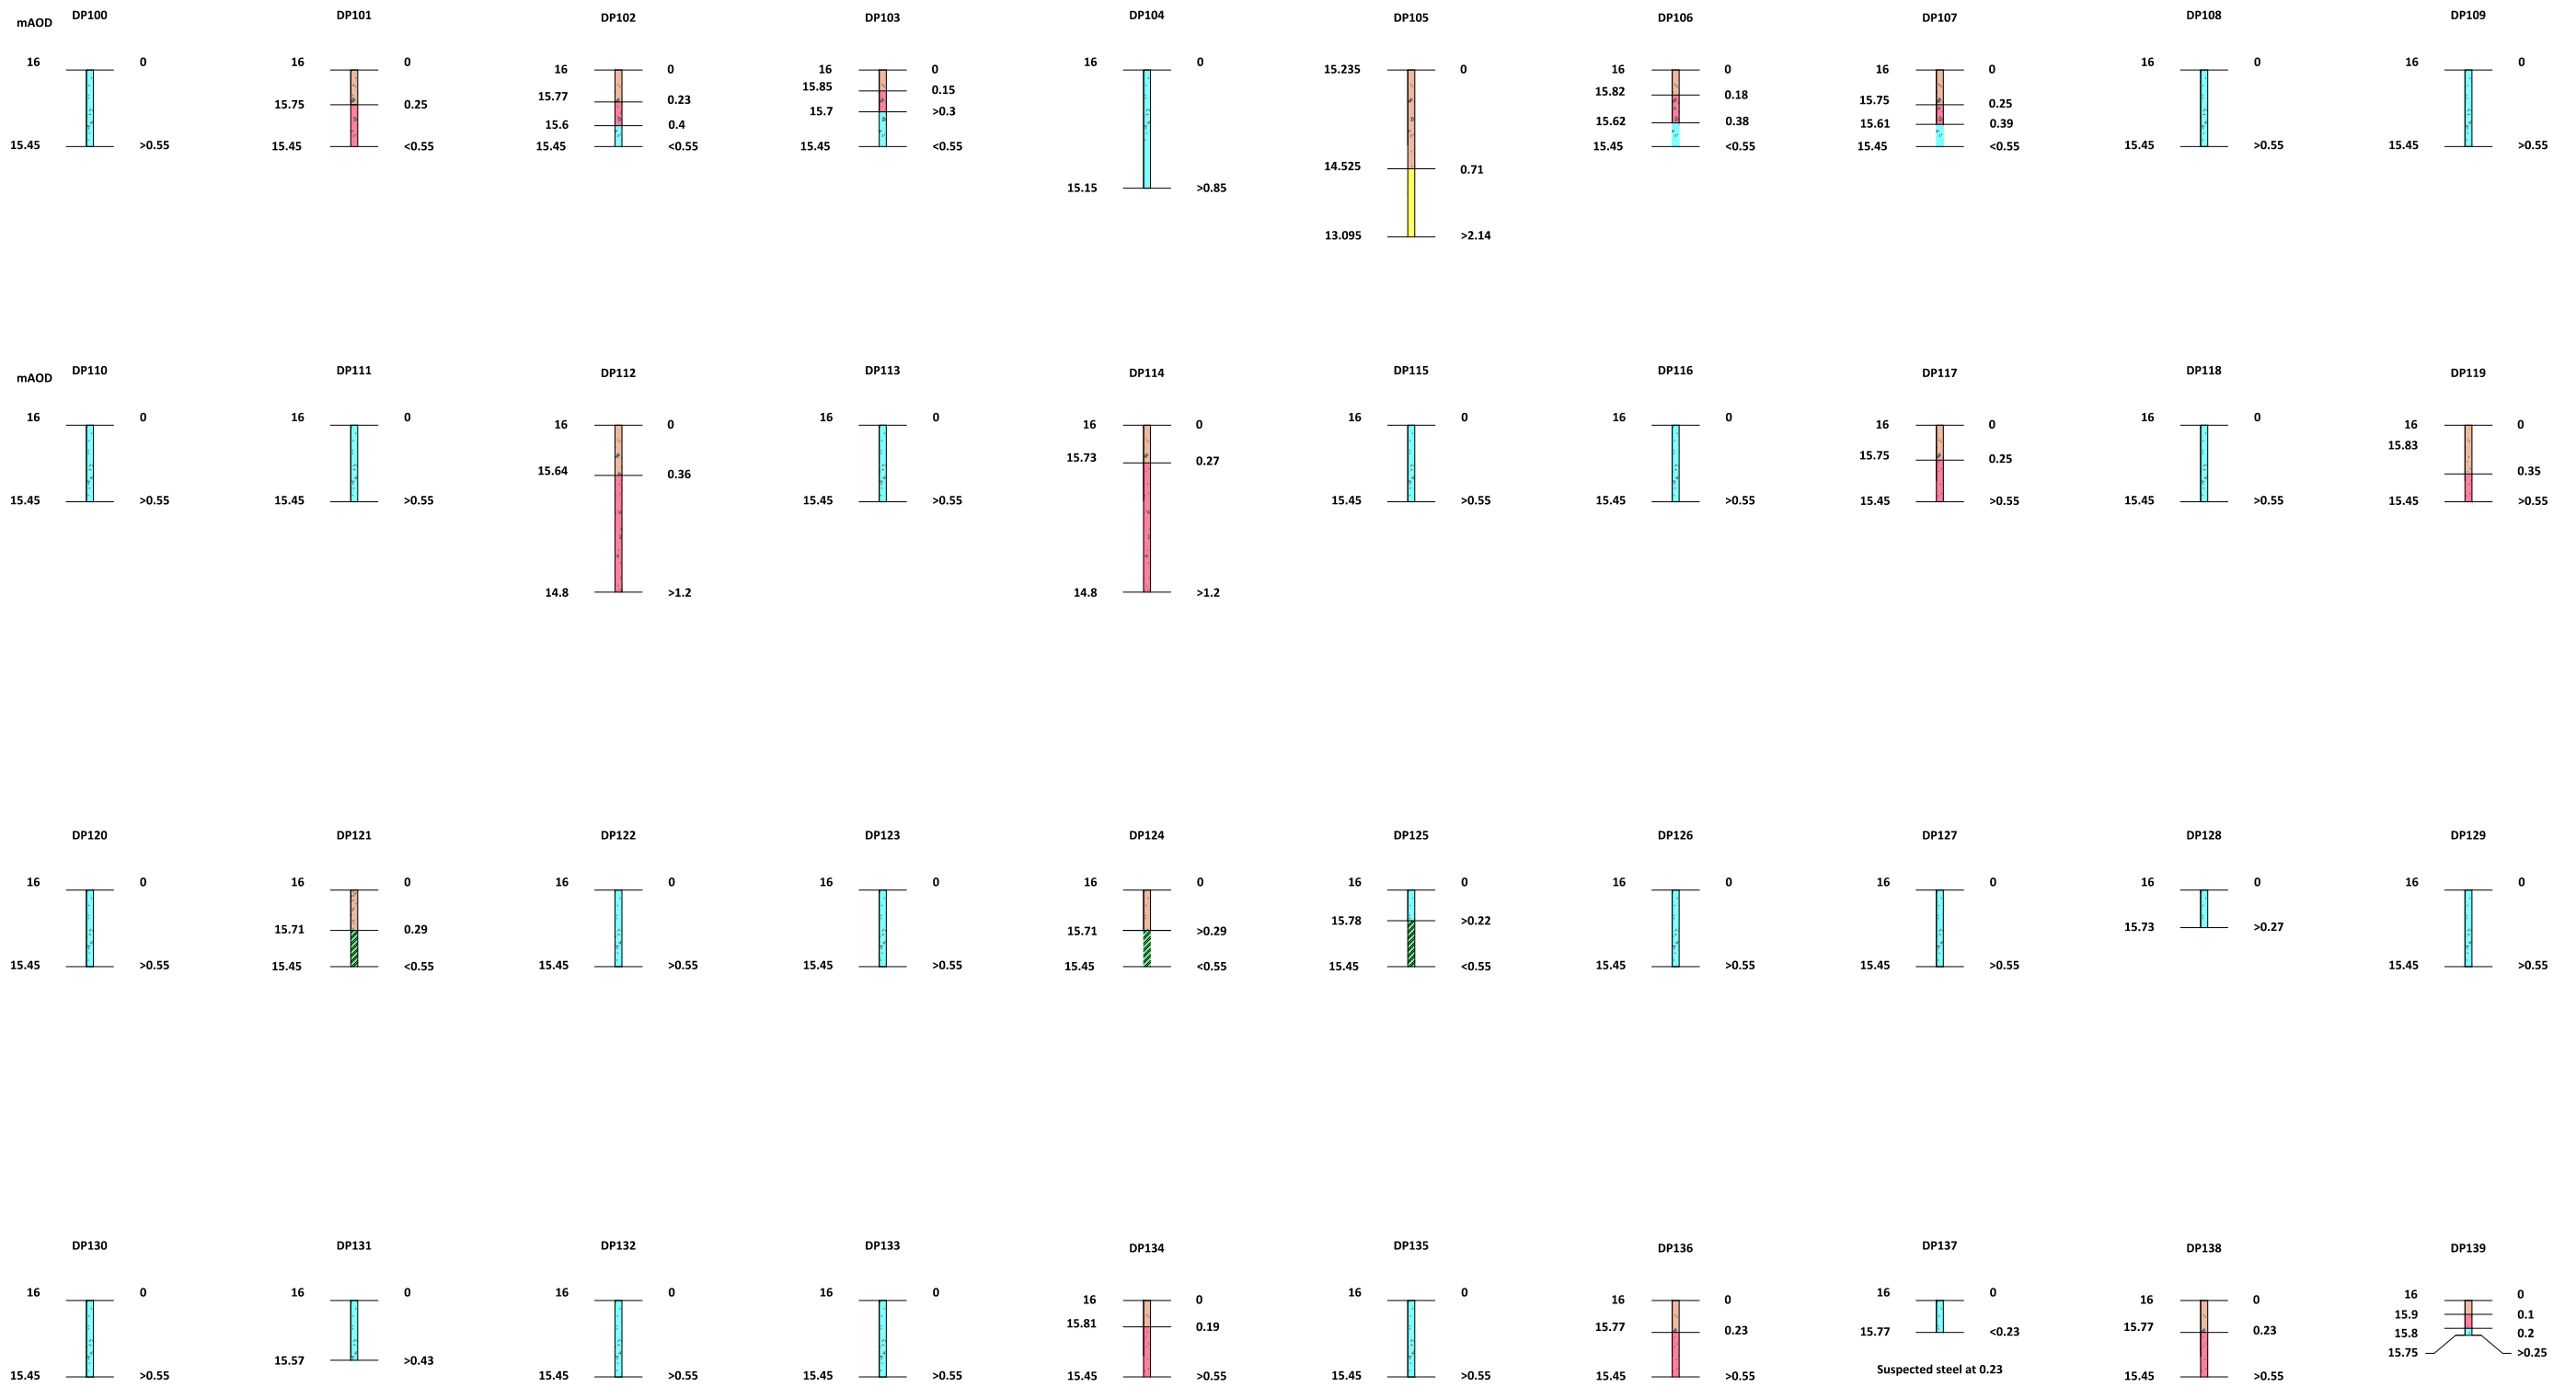 mAOD DP100 DP101 DP102 DP103 DP104 DP105 DP106 DP107 DP108 DP109
16 0 16 0 16 0 16 0 16 0 15.235 0 16 0 16 0 16 0 16 0
15.85 0.15 15.82 0.18
15.75 0.25 15.77 0.23 15.7 >0.3 15.75 0.25
15.6 0.4 15.62 0.38 15.61 0.39
15.45 >0.55 15.45 <0.55 15.45 <0.55 15.45 <0.55 15.45 <0.55 15.45 <0.55 15.45 >0.55 15.45 >0.55
14.525 0.71
15.15 >0.85
13.095 >2.14
mAOD DP110 DP111 DP112 DP113 DP114 DP115 DP116 DP117 DP118 DP119
16 0 16 0 16 0 16 0 16 0 16 0 16 0 16 0 16 0 16 0
15.83
15.64 0.36 15.73 0.27 15.75 0.25 0.35
15.45 >0.55 15.45 >0.55 15.45 >0.55 15.45 >0.55 15.45 >0.55 15.45 >0.55 15.45 >0.55 15.45 >0.55
14.8 >1.2 14.8 >1.2
DP120 DP121 DP122 DP123 DP124 DP125 DP126 DP127 DP128 DP129
16 0 16 0 16 0 16 0 16 0 16 0 16 0 16 0 16 0 16 0
15.71 0.29 15.71 >0.29 15.78 >0.22 15.73 >0.27
15.45 >0.55 15.45 <0.55 15.45 >0.55 15.45 >0.55 15.45 <0.55 15.45 <0.55 15.45 >0.55 15.45 >0.55 15.45 >0.55
DP130 DP131 DP132 DP133 DP134 DP135 DP136 DP137 DP138 DP139
16 0 16 0 16 0 16 0 16 0 16 0 16 0 16 0 16 0 16 0
15.9 0.1
15.81 0.19 15.77 0.23 15.77 <0.23 15.77 0.23 15.8 0.2
15.57 >0.43 15.75 >0.25
Suspected steel at 0.23
15.45 >0.55 15.45 >0.55 15.45 >0.55 15.45 >0.55 15.45 >0.55 15.45 >0.55 15.45 >0.55